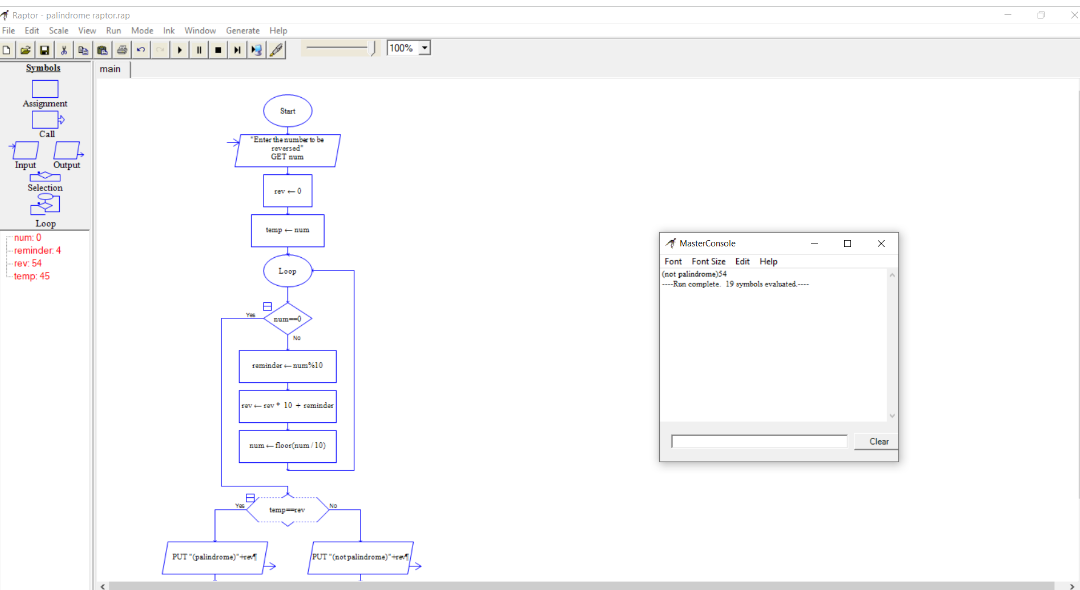 Raptor - palindrome raptor.rap
File Edit Scale View Run Mode Ink Window Generate Help
100%
Symbols
main
Assignment
Call
Input Output
Selection
Loop
num: 0
reminder: 4
rev: 54
temp: 45
Start
"Enter the number to be
reversed"
GET num
rev ← 0
temp ← num
Loop
Yes
num==0
No
reminder ← num%10
rev ← rev * 10 + reminder
num ← floor(num / 10)
Yes
temp==rev
No
PUT "(palindrome)"+rev¶
PUT "(not palindrome)"+rev¶
MasterConsole
Font Font Size Edit Help
(not palindrome)54
----Run complete. 19 symbols evaluated.----
Clear